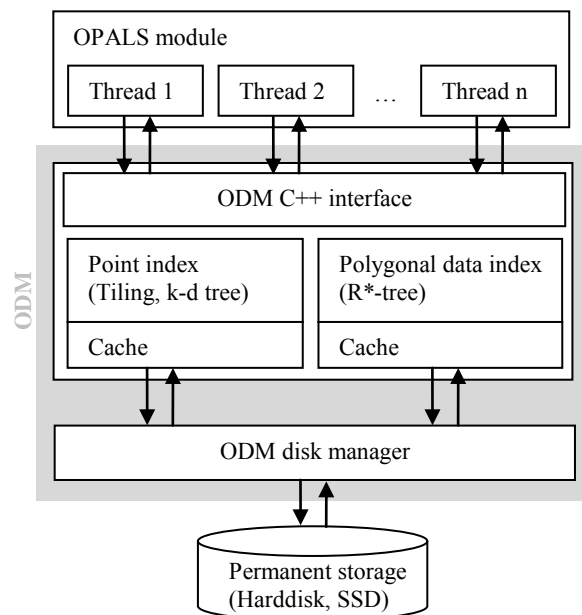 OPALS module
Thread 1
Thread 2
…
Thread n
ODM
ODM C++ interface
Point index
(Tiling, k-d tree)
Cache
Polygonal data index
(R*-tree)
Cache
ODM disk manager
Permanent storage
(Harddisk, SSD)